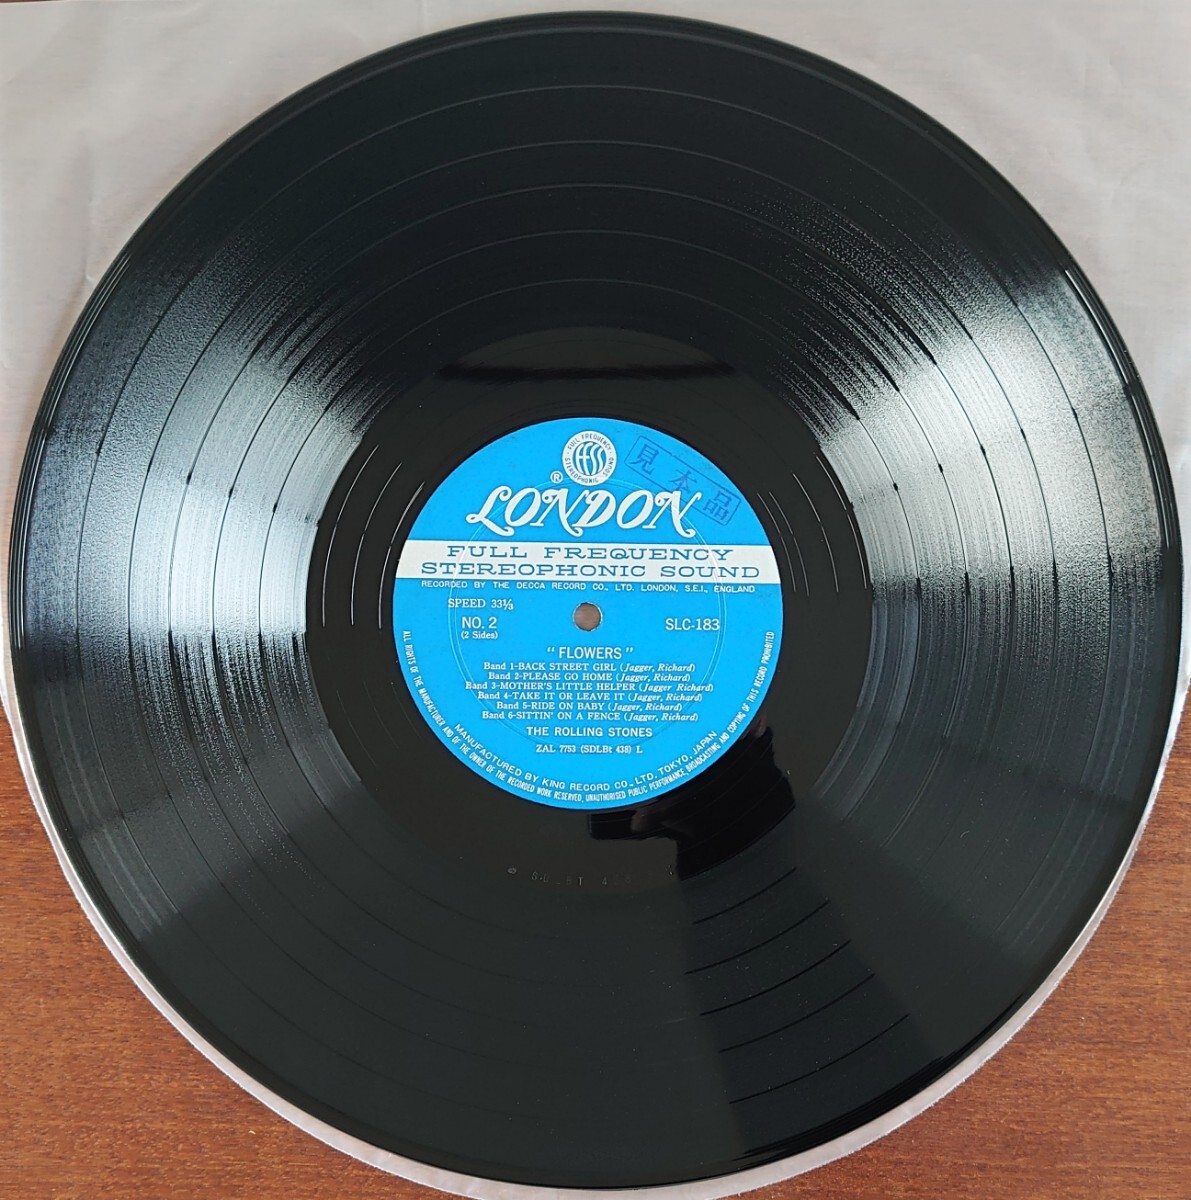 FULL FREQUENCY
STEREOPHONIC SOUND
ffss
見本品
®
LONDON
FULL FREQUENCY
STEREOPHONIC SOUND
RECORDED BY THE DECCA RECORD CO., LTD. LONDON, S.E.I., ENGLAND
SPEED 33⅓
NO. 2
SLC-183
(2 Sides)
"FLOWERS"
Band 1-BACK STREET GIRL (Jagger, Richard)
Band 2-PLEASE GO HOME (Jagger, Richard)
Band 3-MOTHER'S LITTLE HELPER (Jagger Richard)
Band 4-TAKE IT OR LEAVE IT (Jagger, Richard)
Band 5-RIDE ON BABY (Jagger, Richard)
Band 6-SITTIN' ON A FENCE (Jagger, Richard)
THE ROLLING STONES
ZAL 7753 (SDLBt 438) L
MANUFACTURED BY KING RECORD CO., LTD. TOKYO, JAPAN
ALL RIGHTS OF THE MANUFACTURER AND OF THE OWNER OF THE RECORDED WORK RESERVED, UNAUTHORISED PUBLIC PERFORMANCE, BROADCASTING AND COPYING OF THIS RECORD PROHIBITED